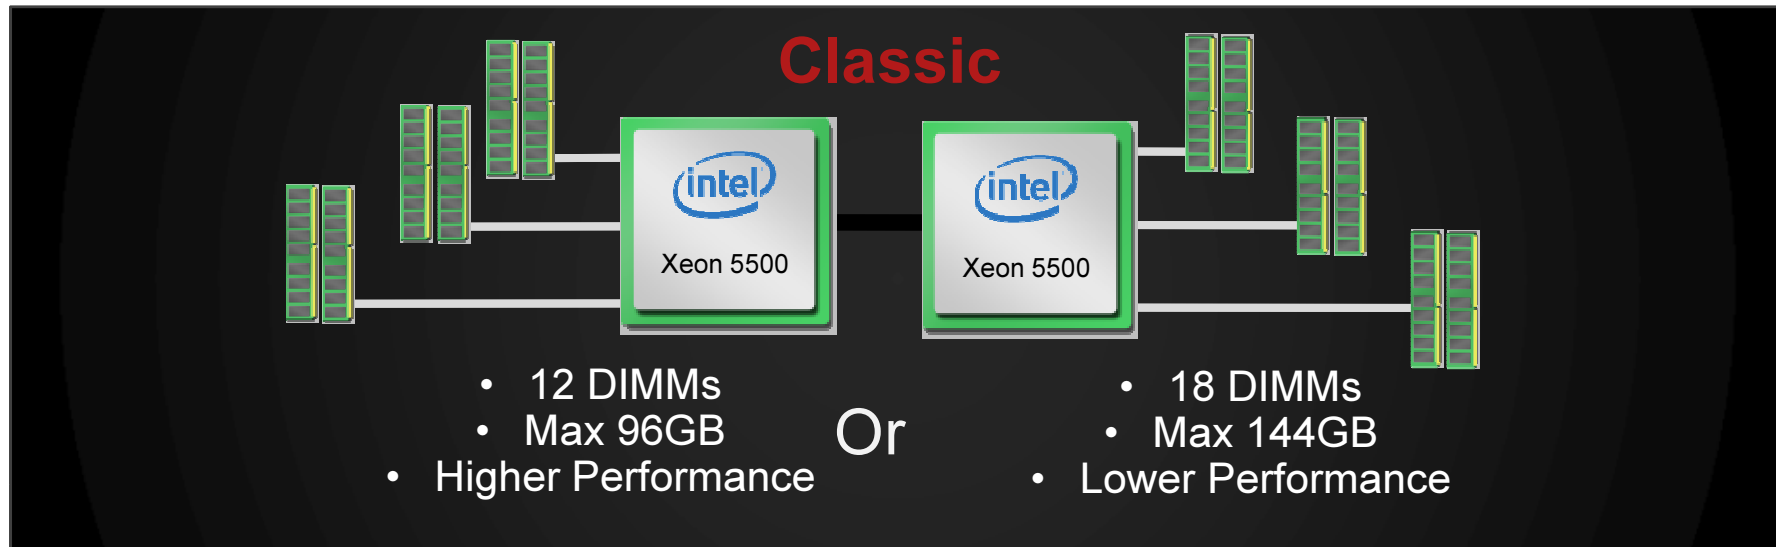 Classic
intel
Xeon 5500
intel
Xeon 5500
• 12 DIMMs
• Max 96GB
• Higher Performance
Or
• 18 DIMMs
• Max 144GB
• Lower Performance